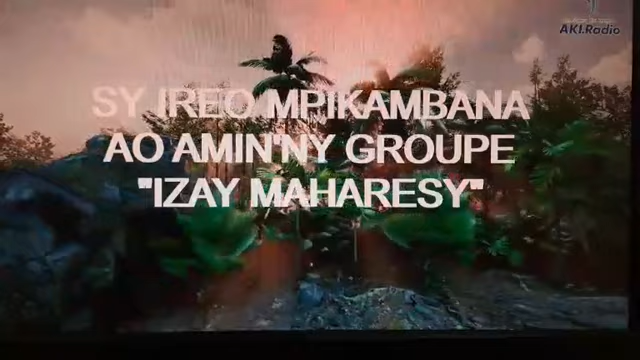 AKI.Radio
SY IREO MPIKAMBANA
AO AMIN'NY GROUPE
"IZAY MAHARESY"